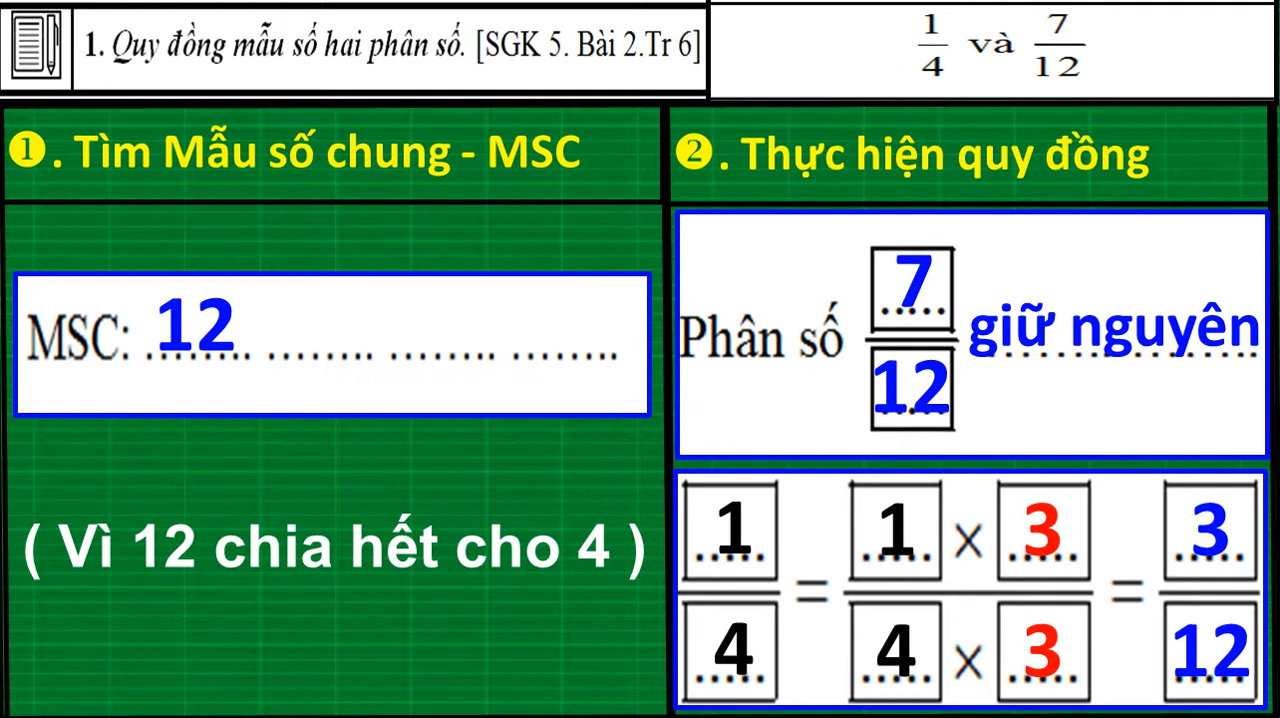 1. Quy đồng mẫu số hai phân số. [SGK 5. Bài 2.Tr 6]
1/4 và 7/12
❶. Tìm Mẫu số chung - MSC
MSC: 12 ........ ........ ........
( Vì 12 chia hết cho 4 )
❷. Thực hiện quy đồng
Phân số 7/12 giữ nguyên
1/4 = 1 × 3 / 4 × 3 = 3/12